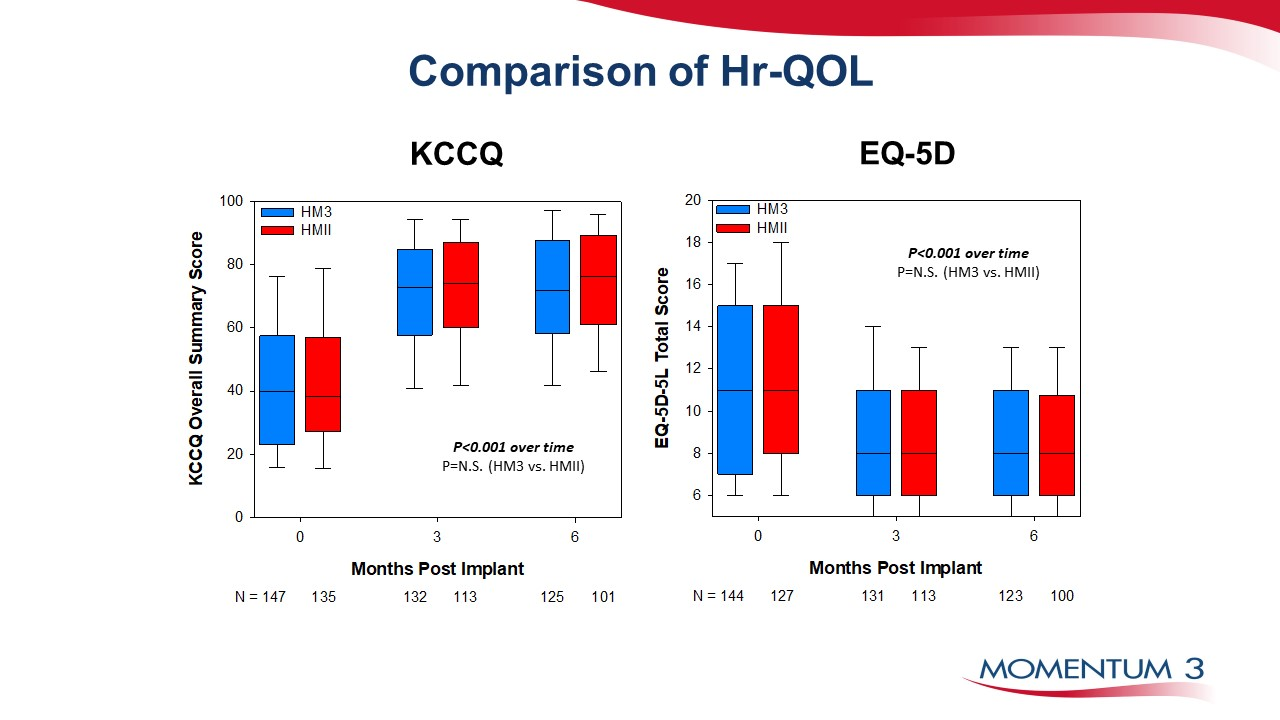 Comparison of Hr-QOL
KCCQ
KCCQ Overall Summary Score
100
80
60
40
20
0
HM3
HMII
P<0.001 over time
P=N.S. (HM3 vs. HMII)
0 3 6
Months Post Implant
N = 147 135 132 113 125 101
EQ-5D
EQ-5D-5L Total Score
20
18
16
14
12
10
8
6
HM3
HMII
P<0.001 over time
P=N.S. (HM3 vs. HMII)
0 3 6
Months Post Implant
N = 144 127 131 113 123 100
MOMENTUM 3